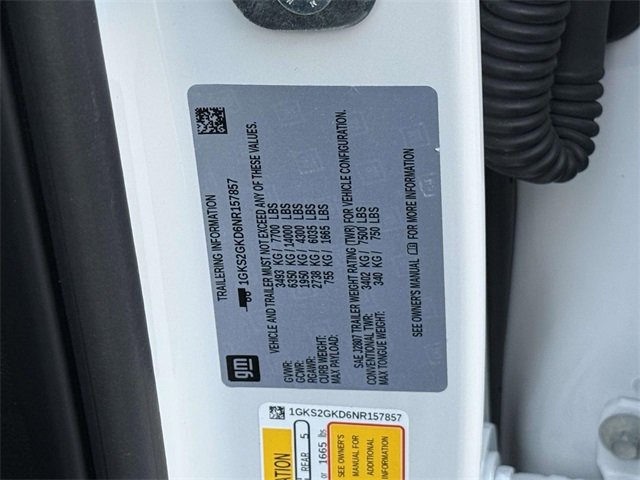 TRAILERING INFORMATION
1GKS2GKD6NR157857
VEHICLE AND TRAILER MUST NOT EXCEED ANY OF THESE VALUES.
GVWR: 3493 KG / 7700 LBS
GCWR: 6350 KG / 14000 LBS
RGAWR: 1950 KG / 4300 LBS
CURB WEIGHT: 2738 KG / 6035 LBS
MAX PAYLOAD: 755 KG / 1665 LBS
SAE J2807 TRAILER WEIGHT RATING (TWR) FOR VEHICLE CONFIGURATION.
CONVENTIONAL TWR: 3402 KG / 7500 LBS
MAX TONGUE WEIGHT: 340 KG / 750 LBS
SEE OWNER'S MANUAL FOR MORE INFORMATION
gm
1GKS2GKD6NR157857
REAR 5
or 1665 lbs
SEE OWNER'S
MANUAL FOR
ADDITIONAL
INFORMATION